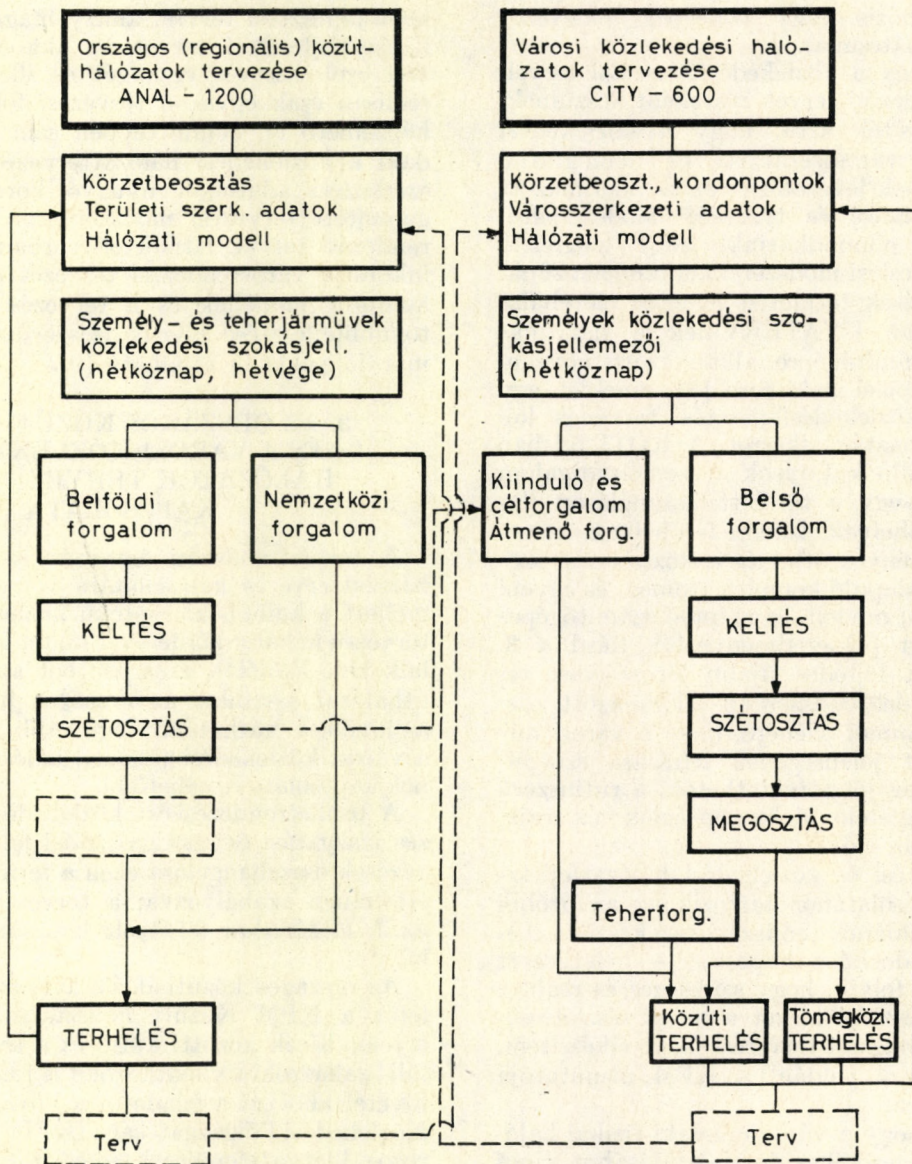 Országos (regionális) közút-
hálózatok tervezése
ANAL – 1200
Városi közlekedési haló-
zatok tervezése
CITY – 600
Körzetbeosztás
Területi szerk. adatok
Hálózati modell
Körzetbeoszt., kordonpontok
Városszerkezeti adatok
Hálózati modell
Személy – és teherjárművek
közlekedési szokásjell.
(hétköznap, hétvége)
Személyek közlekedési szo-
kásjellemezői
(hétköznap)
Belföldi
forgalom
Nemzetközi
forgalom
Kiinduló és
célforgalom
Átmenő forg.
Belső
forgalom
KELTÉS
KELTÉS
SZÉTOSZTÁS
SZÉTOSZTÁS
MEGOSZTÁS
Teherforg.
TERHELÉS
Közúti
TERHELÉS
Tömegközl.
TERHELÉS
Terv
Terv